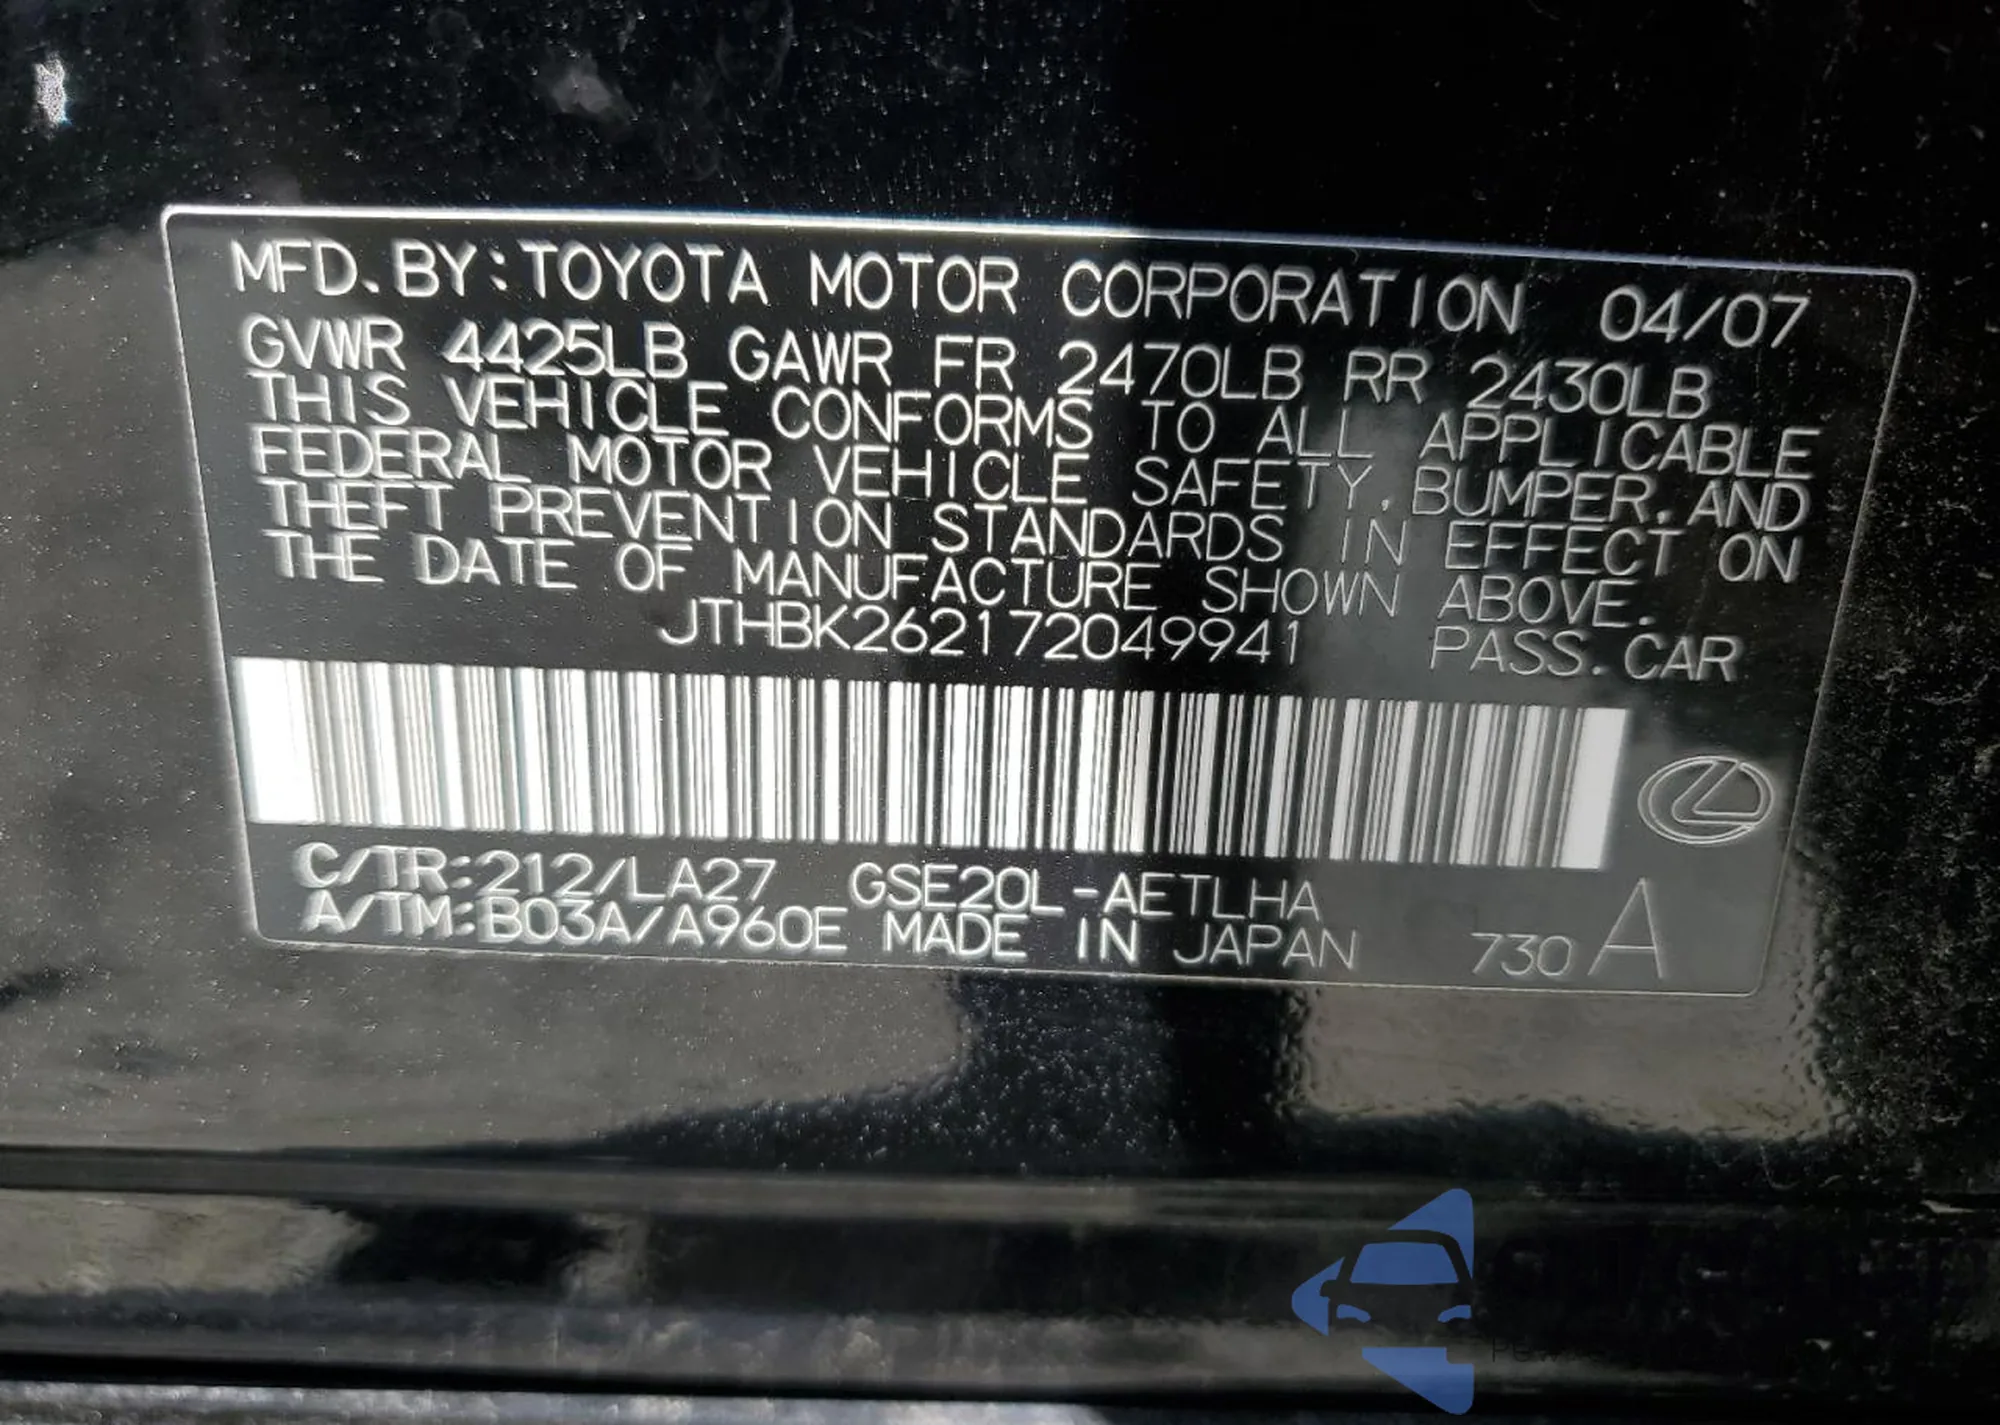 MFD.BY:TOYOTA MOTOR CORPORATION 04/07
GVWR 4425LB GAWR FR 2470LB RR 2430LB
THIS VEHICLE CONFORMS TO ALL APPLICABLE
FEDERAL MOTOR VEHICLE SAFETY,BUMPER,AND
THEFT PREVENTION STANDARDS IN EFFECT ON
THE DATE OF MANUFACTURE SHOWN ABOVE.
JTHBK262172049941 PASS.CAR
C/TR:212/LA27 GSE20L-AETLHA
A/TM:B03A/A960E MADE IN JAPAN 730 A